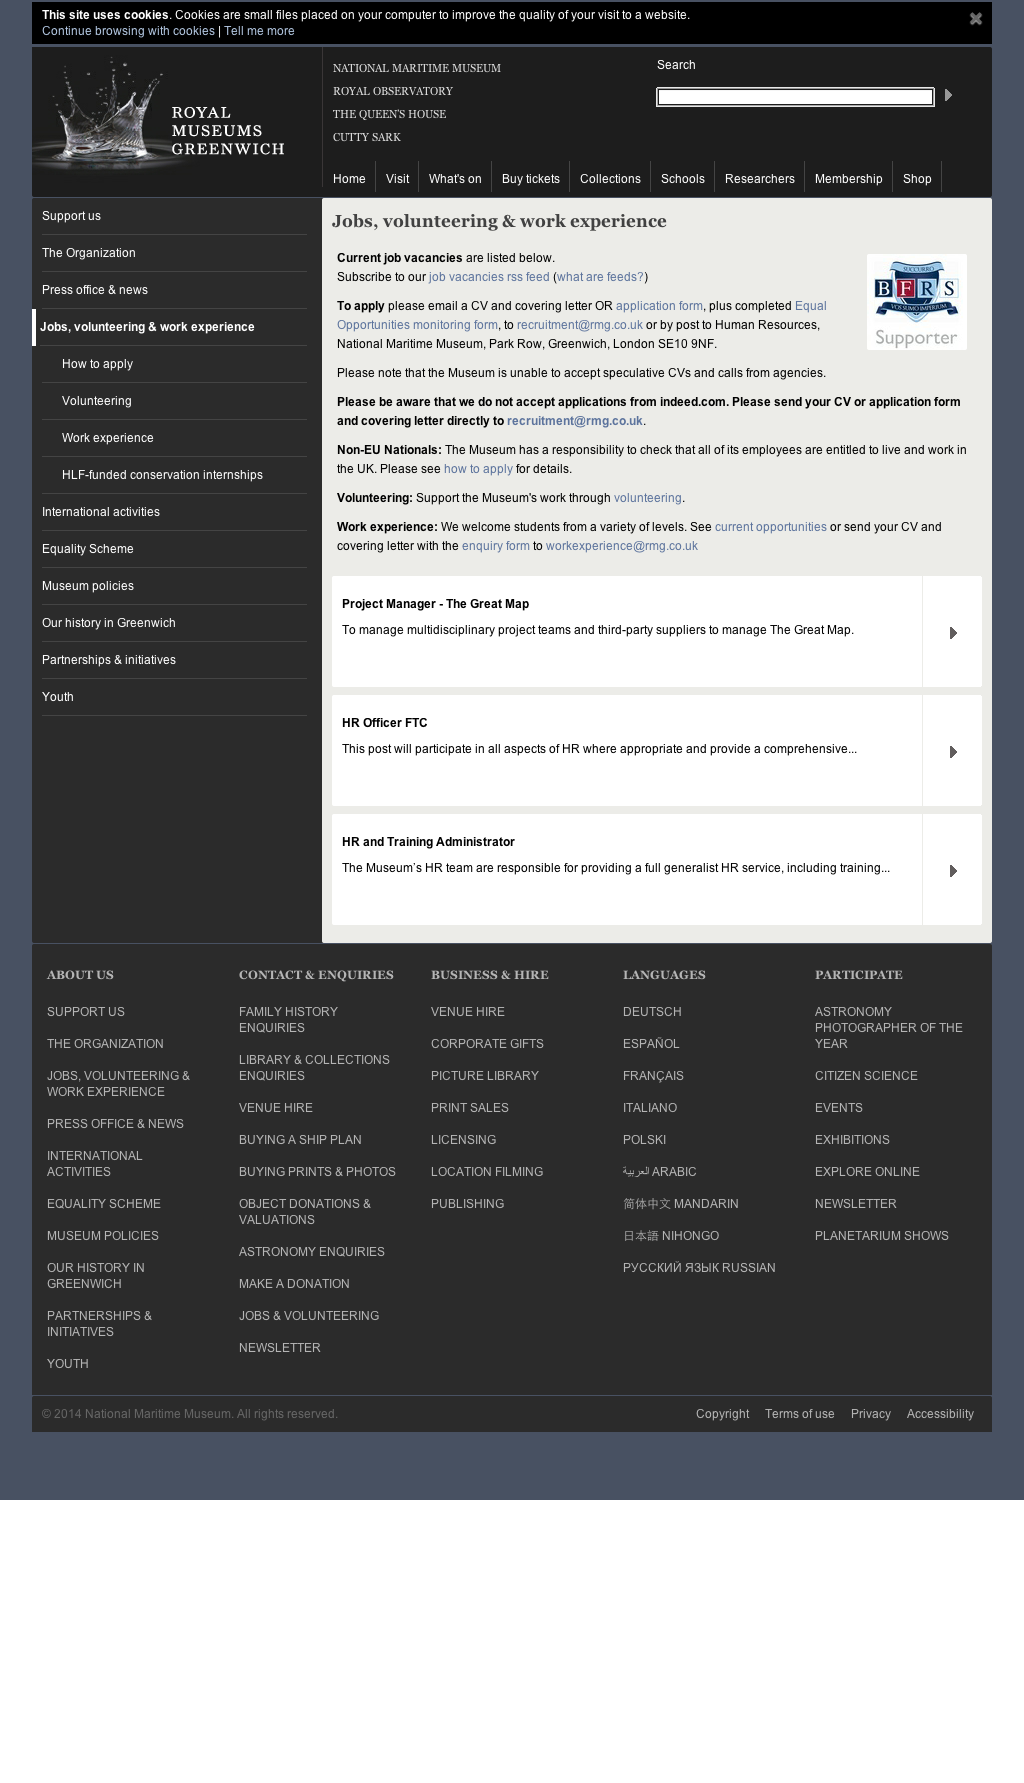 This site uses cookies. Cookies are small files placed on your computer to improve the quality of your visit to a website.
Continue browsing with cookies | Tell me more
ROYAL
MUSEUMS
GREENWICH
NATIONAL MARITIME MUSEUM
ROYAL OBSERVATORY
THE QUEEN'S HOUSE
CUTTY SARK
Search
Home Visit What's on Buy tickets Collections Schools Researchers Membership Shop
Support us
The Organization
Press office & news
Jobs, volunteering & work experience
How to apply
Volunteering
Work experience
HLF-funded conservation internships
International activities
Equality Scheme
Museum policies
Our history in Greenwich
Partnerships & initiatives
Youth
Jobs, volunteering & work experience
Current job vacancies are listed below.
Subscribe to our job vacancies rss feed (what are feeds?)
To apply please email a CV and covering letter OR application form, plus completed Equal
Opportunities monitoring form, to recruitment@rmg.co.uk or by post to Human Resources,
National Maritime Museum, Park Row, Greenwich, London SE10 9NF.
SUCCURRO
BFRS
VOS SUMO IMPERIUM
Supporter
Please note that the Museum is unable to accept speculative CVs and calls from agencies.
Please be aware that we do not accept applications from indeed.com. Please send your CV or application form
and covering letter directly to recruitment@rmg.co.uk.
Non-EU Nationals: The Museum has a responsibility to check that all of its employees are entitled to live and work in
the UK. Please see how to apply for details.
Volunteering: Support the Museum's work through volunteering.
Work experience: We welcome students from a variety of levels. See current opportunities or send your CV and
covering letter with the enquiry form to workexperience@rmg.co.uk
Project Manager - The Great Map
To manage multidisciplinary project teams and third-party suppliers to manage The Great Map.
HR Officer FTC
This post will participate in all aspects of HR where appropriate and provide a comprehensive...
HR and Training Administrator
The Museum's HR team are responsible for providing a full generalist HR service, including training...
ABOUT US
SUPPORT US
THE ORGANIZATION
JOBS, VOLUNTEERING &
WORK EXPERIENCE
PRESS OFFICE & NEWS
INTERNATIONAL
ACTIVITIES
EQUALITY SCHEME
MUSEUM POLICIES
OUR HISTORY IN
GREENWICH
PARTNERSHIPS &
INITIATIVES
YOUTH
CONTACT & ENQUIRIES
FAMILY HISTORY
ENQUIRIES
LIBRARY & COLLECTIONS
ENQUIRIES
VENUE HIRE
BUYING A SHIP PLAN
BUYING PRINTS & PHOTOS
OBJECT DONATIONS &
VALUATIONS
ASTRONOMY ENQUIRIES
MAKE A DONATION
JOBS & VOLUNTEERING
NEWSLETTER
BUSINESS & HIRE
VENUE HIRE
CORPORATE GIFTS
PICTURE LIBRARY
PRINT SALES
LICENSING
LOCATION FILMING
PUBLISHING
LANGUAGES
DEUTSCH
ESPAÑOL
FRANÇAIS
ITALIANO
POLSKI
العربية ARABIC
简体中文 MANDARIN
日本語 NIHONGO
РУССКИЙ ЯЗЫК RUSSIAN
PARTICIPATE
ASTRONOMY
PHOTOGRAPHER OF THE
YEAR
CITIZEN SCIENCE
EVENTS
EXHIBITIONS
EXPLORE ONLINE
NEWSLETTER
PLANETARIUM SHOWS
© 2014 National Maritime Museum. All rights reserved.
Copyright Terms of use Privacy Accessibility